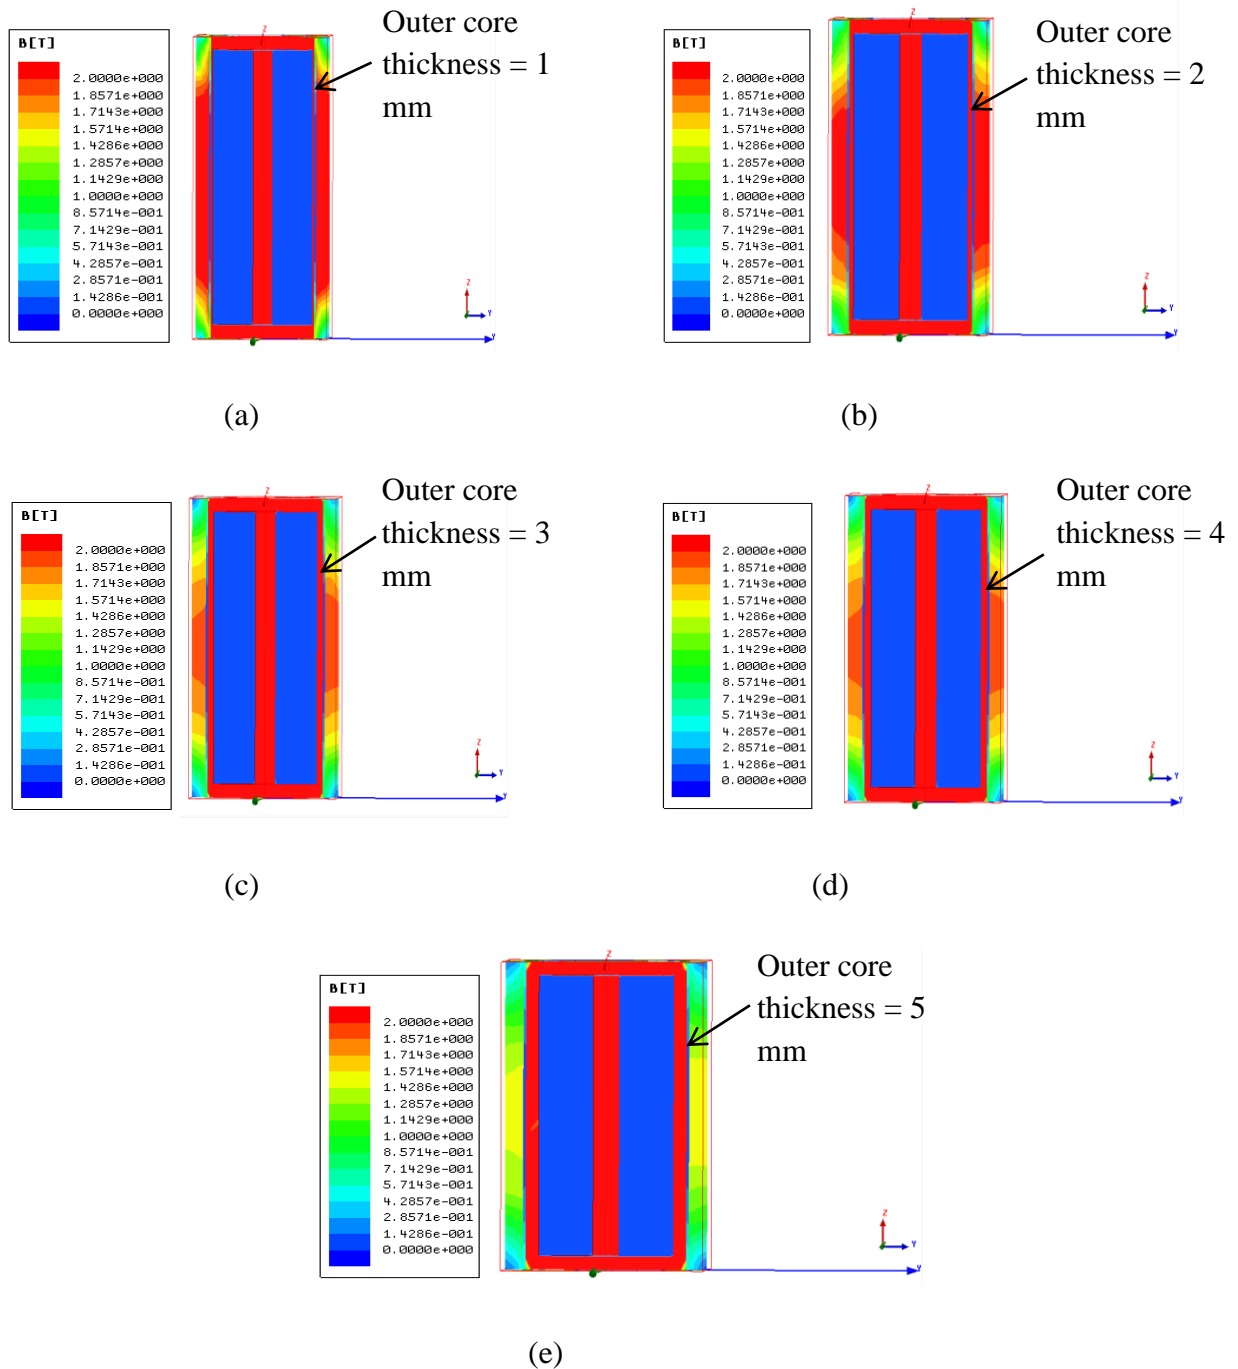 Outer core
thickness = 1
mm
B[T]
2.0000e+000
1.8571e+000
1.7143e+000
1.5714e+000
1.4286e+000
1.2857e+000
1.1429e+000
1.0000e+000
8.5714e-001
7.1429e-001
5.7143e-001
4.2857e-001
2.8571e-001
1.4286e-001
0.0000e+000
z
z
Y
Y
(a)
Outer core
thickness = 2
mm
B[T]
2.0000e+000
1.8571e+000
1.7143e+000
1.5714e+000
1.4286e+000
1.2857e+000
1.1429e+000
1.0000e+000
8.5714e-001
7.1429e-001
5.7143e-001
4.2857e-001
2.8571e-001
1.4286e-001
0.0000e+000
z
z
Y
Y
(b)
Outer core
thickness = 3
mm
B[T]
2.0000e+000
1.8571e+000
1.7143e+000
1.5714e+000
1.4286e+000
1.2857e+000
1.1429e+000
1.0000e+000
8.5714e-001
7.1429e-001
5.7143e-001
4.2857e-001
2.8571e-001
1.4286e-001
0.0000e+000
z
z
Y
Y
(c)
Outer core
thickness = 4
mm
B[T]
2.0000e+000
1.8571e+000
1.7143e+000
1.5714e+000
1.4286e+000
1.2857e+000
1.1429e+000
1.0000e+000
8.5714e-001
7.1429e-001
5.7143e-001
4.2857e-001
2.8571e-001
1.4286e-001
0.0000e+000
z
z
Y
Y
(d)
Outer core
thickness = 5
mm
B[T]
2.0000e+000
1.8571e+000
1.7143e+000
1.5714e+000
1.4286e+000
1.2857e+000
1.1429e+000
1.0000e+000
8.5714e-001
7.1429e-001
5.7143e-001
4.2857e-001
2.8571e-001
1.4286e-001
0.0000e+000
z
z
Y
Y
(e)